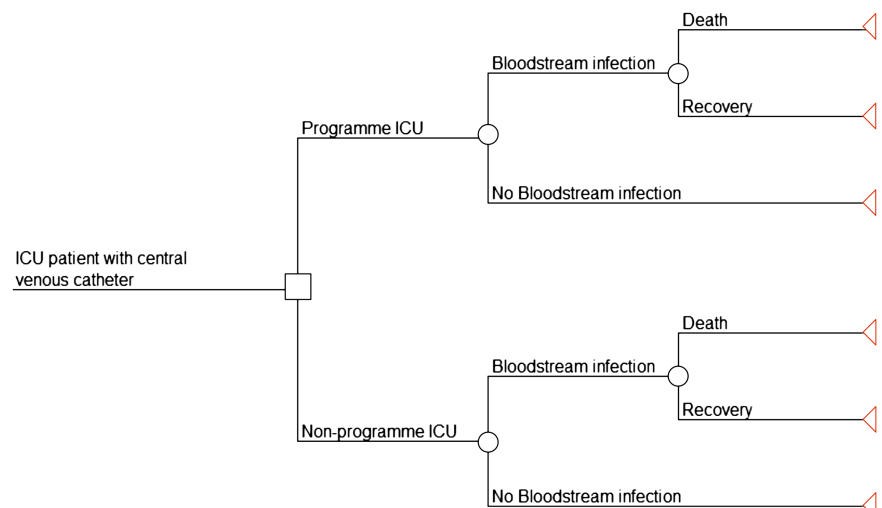 Death
Bloodstream infection
Recovery
Programme ICU
No Bloodstream infection
ICU patient with central
venous catheter
Death
Bloodstream infection
Recovery
Non-programme ICU
No Bloodstream infection